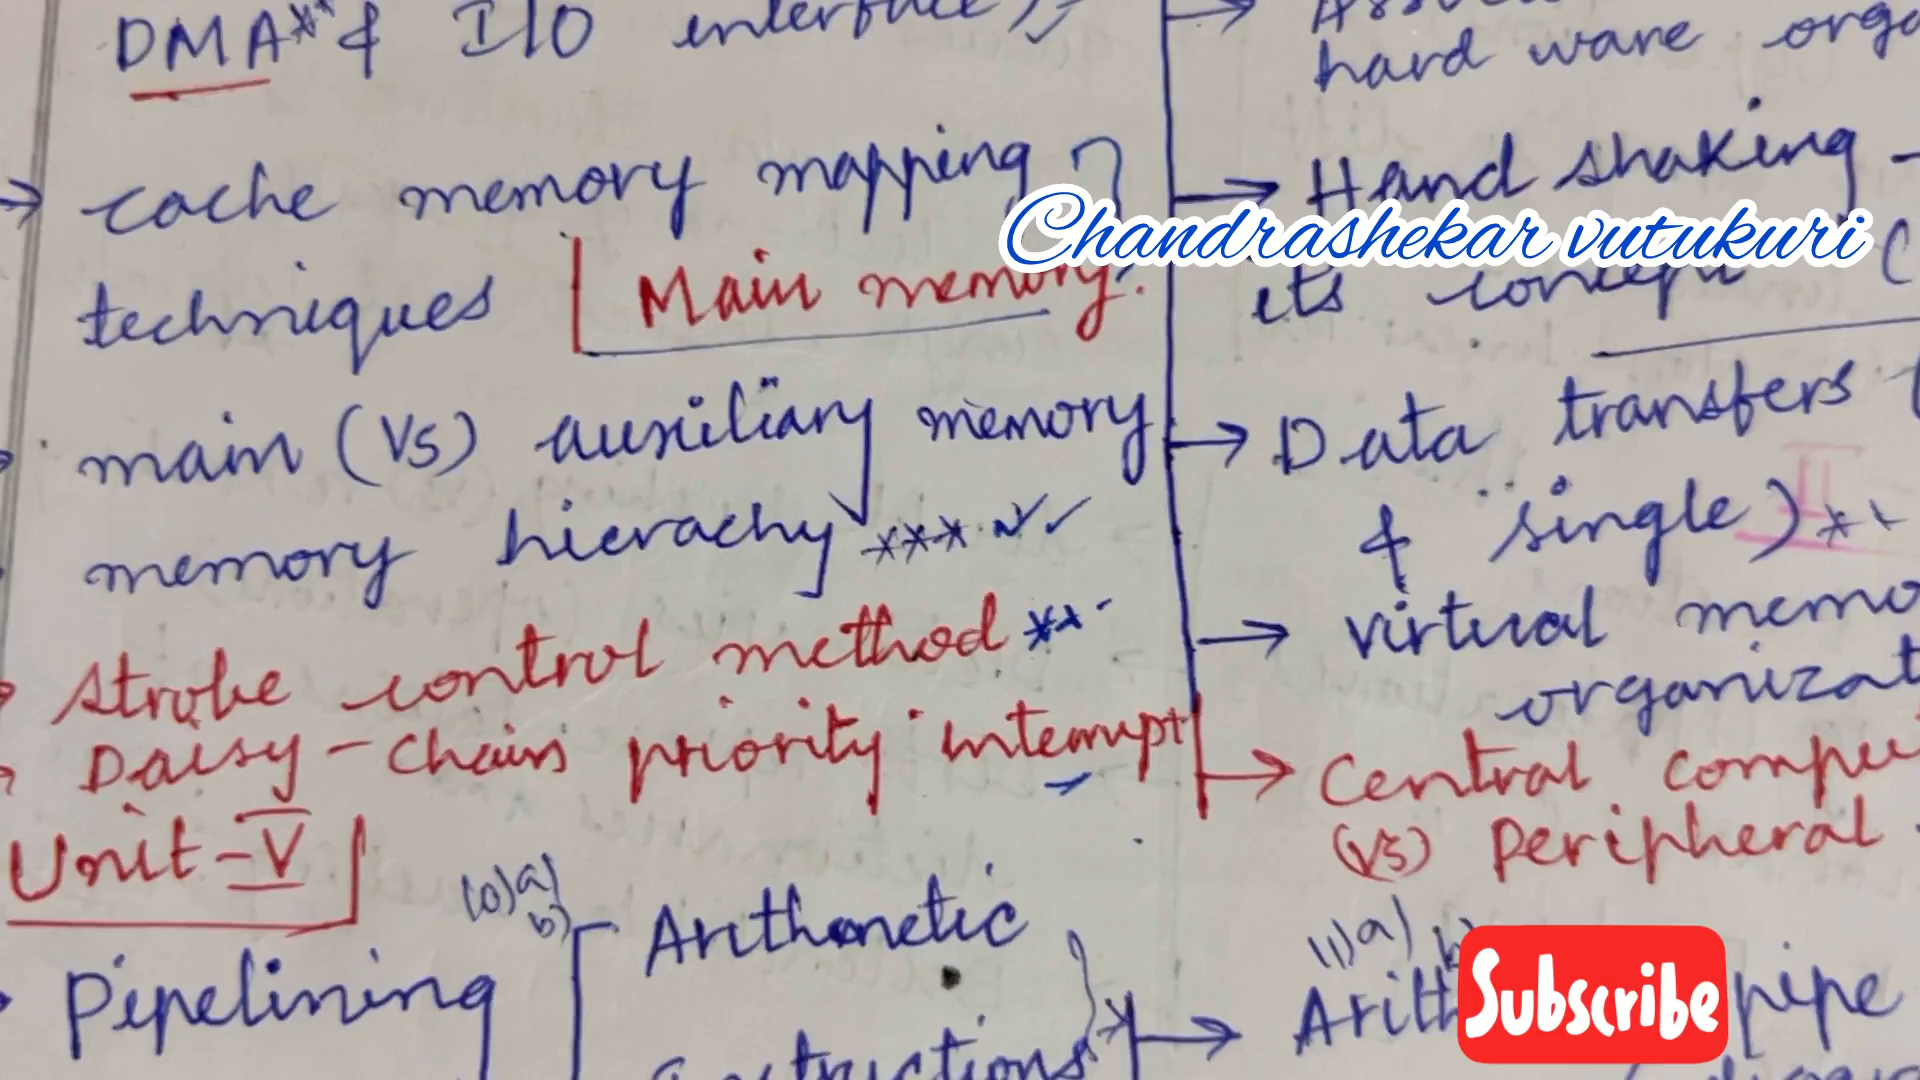 DMA** & I/O interface)
→ cache memory mapping
techniques Main memory?
main (VS) auxiliary memory
memory hierachy ***
strobe control method **
Daisy-chain priority interrupt
Unit-V
Pipelining
(0)a)
b)
Arithmetic
→
hard ware
→ Hand shaking -
its concept (
→ Data transfers (
& single) **
→ virtual memo
organizat
→ Central compu
(VS) Peripheral
11)a)
→ Arith pipe
Chandrashekar vutukuri
Subscribe